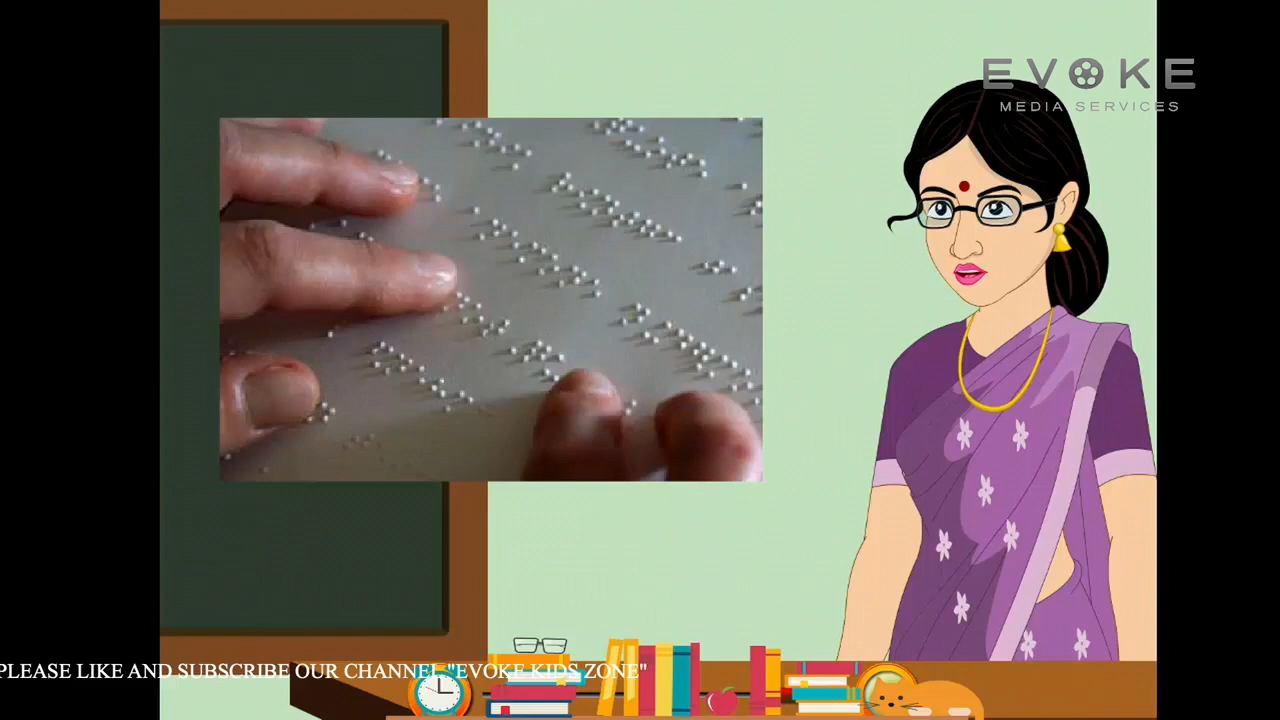 EVOKE
MEDIA SERVICES
PLEASE LIKE AND SUBSCRIBE OUR CHANNEL "EVOKE KIDS ZONE"